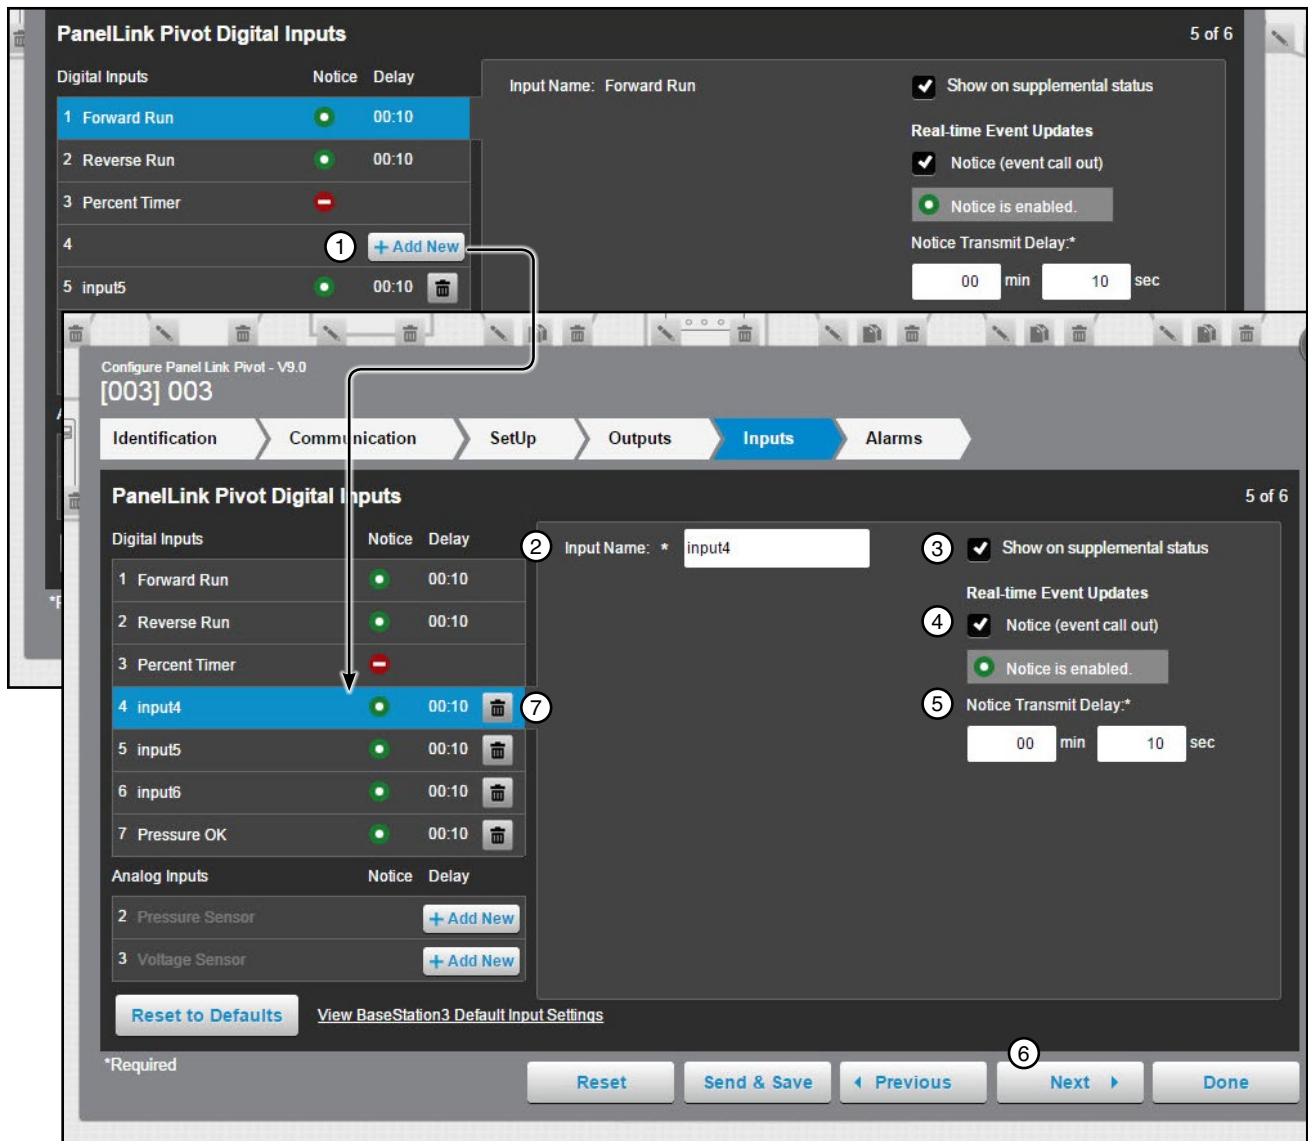 PanelLink Pivot Digital Inputs 5 of 6
Digital Inputs Notice Delay
Input Name: Forward Run
Show on supplemental status
1 Forward Run 00:10
Real-time Event Updates
2 Reverse Run 00:10
Notice (event call out)
3 Percent Timer
Notice is enabled.
4 1 + Add New
Notice Transmit Delay:*
5 input5 00:10
00 min 10 sec
Configure Panel Link Pivot - V9.0
[003] 003
Identification Communication SetUp Outputs Inputs Alarms
PanelLink Pivot Digital Inputs 5 of 6
Digital Inputs Notice Delay
2 Input Name: * input4
3 Show on supplemental status
1 Forward Run 00:10
Real-time Event Updates
2 Reverse Run 00:10
4 Notice (event call out)
3 Percent Timer
Notice is enabled.
4 input4 00:10 7
5 Notice Transmit Delay:*
5 input5 00:10
00 min 10 sec
6 input6 00:10
7 Pressure OK 00:10
Analog Inputs Notice Delay
2 Pressure Sensor + Add New
3 Voltage Sensor + Add New
Reset to Defaults View BaseStation3 Default Input Settings
*Required
6
Reset Send & Save Previous Next Done